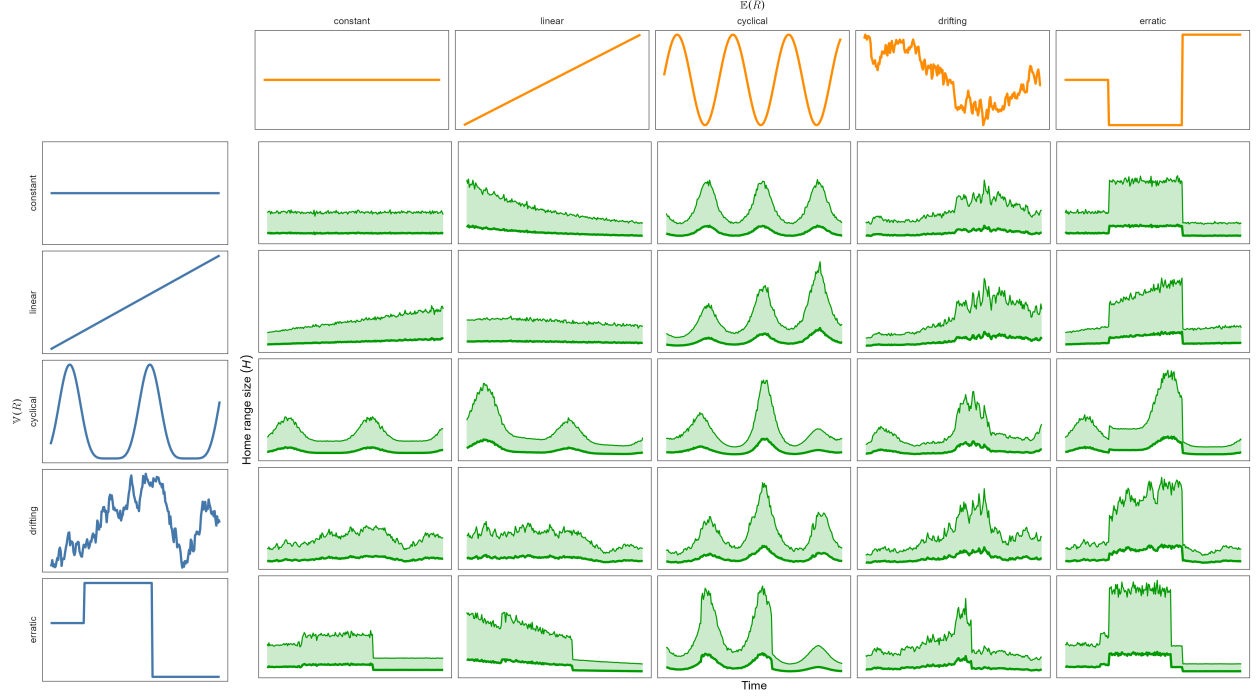 𝔼(R)
constant
linear
cyclical
drifting
erratic
constant
linear
𝕍(R)
cyclical
drifting
erratic
Home range size (H)
Time